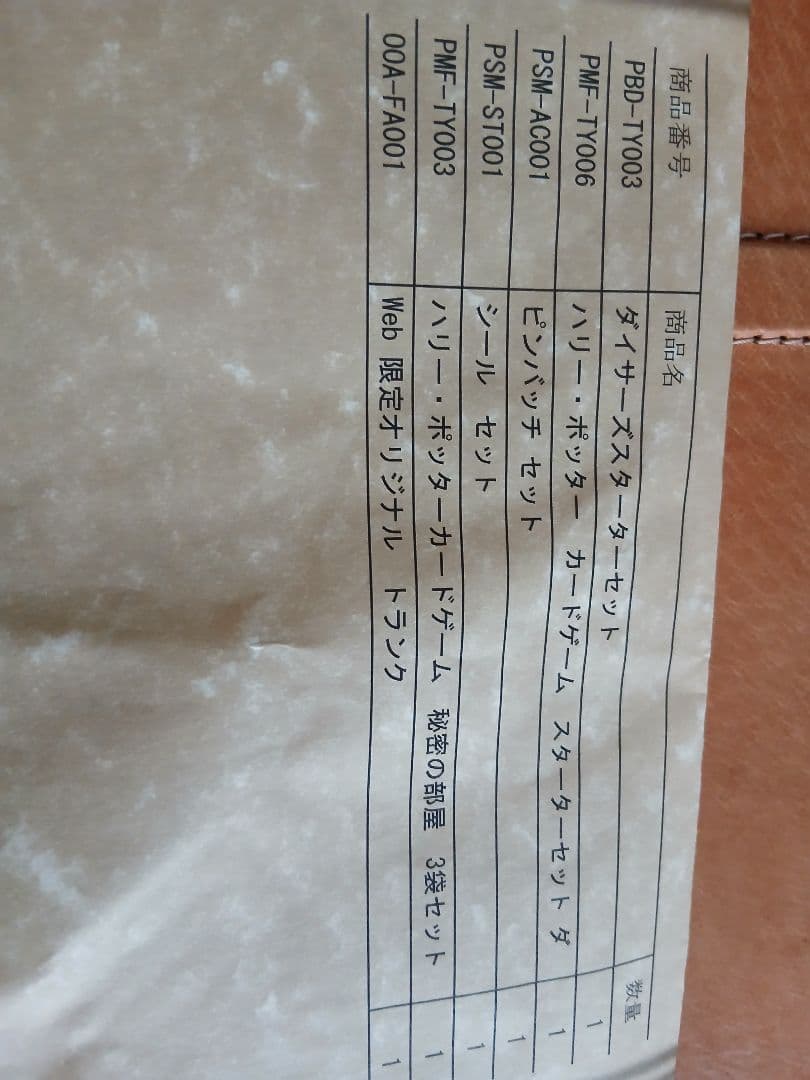 商品番号 商品名 数量
PBD-TY003 ダイサーズスターターセット 1
PMF-TY006 ハリー・ポッター カードゲーム スターターセット ダ 1
PSM-AC001 ピンバッチ セット 1
PSM-ST001 シール セット 1
PMF-TY003 ハリー・ポッターカードゲーム 秘密の部屋 3袋セット 1
00A-FA001 Web 限定オリジナル トランク 1